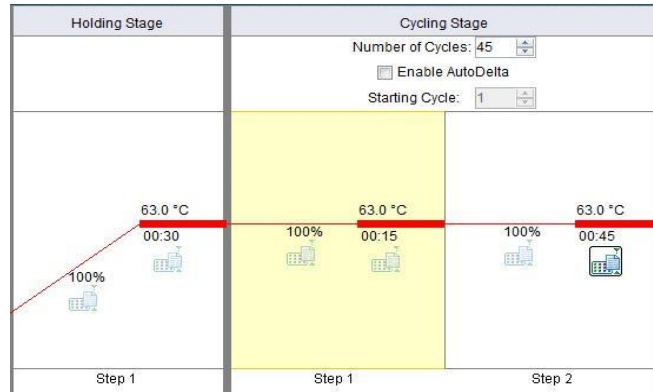 Holding Stage
Cycling Stage
Number of Cycles: 45
Enable AutoDelta
Starting Cycle: 1
63.0 °C
00:30
100%
63.0 °C
100%
00:15
63.0 °C
100%
00:45
Step 1
Step 1
Step 2